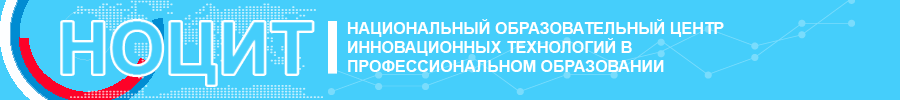 НОЦИТ
НАЦИОНАЛЬНЫЙ ОБРАЗОВАТЕЛЬНЫЙ ЦЕНТР
ИННОВАЦИОННЫХ ТЕХНОЛОГИЙ В
ПРОФЕССИОНАЛЬНОМ ОБРАЗОВАНИИ